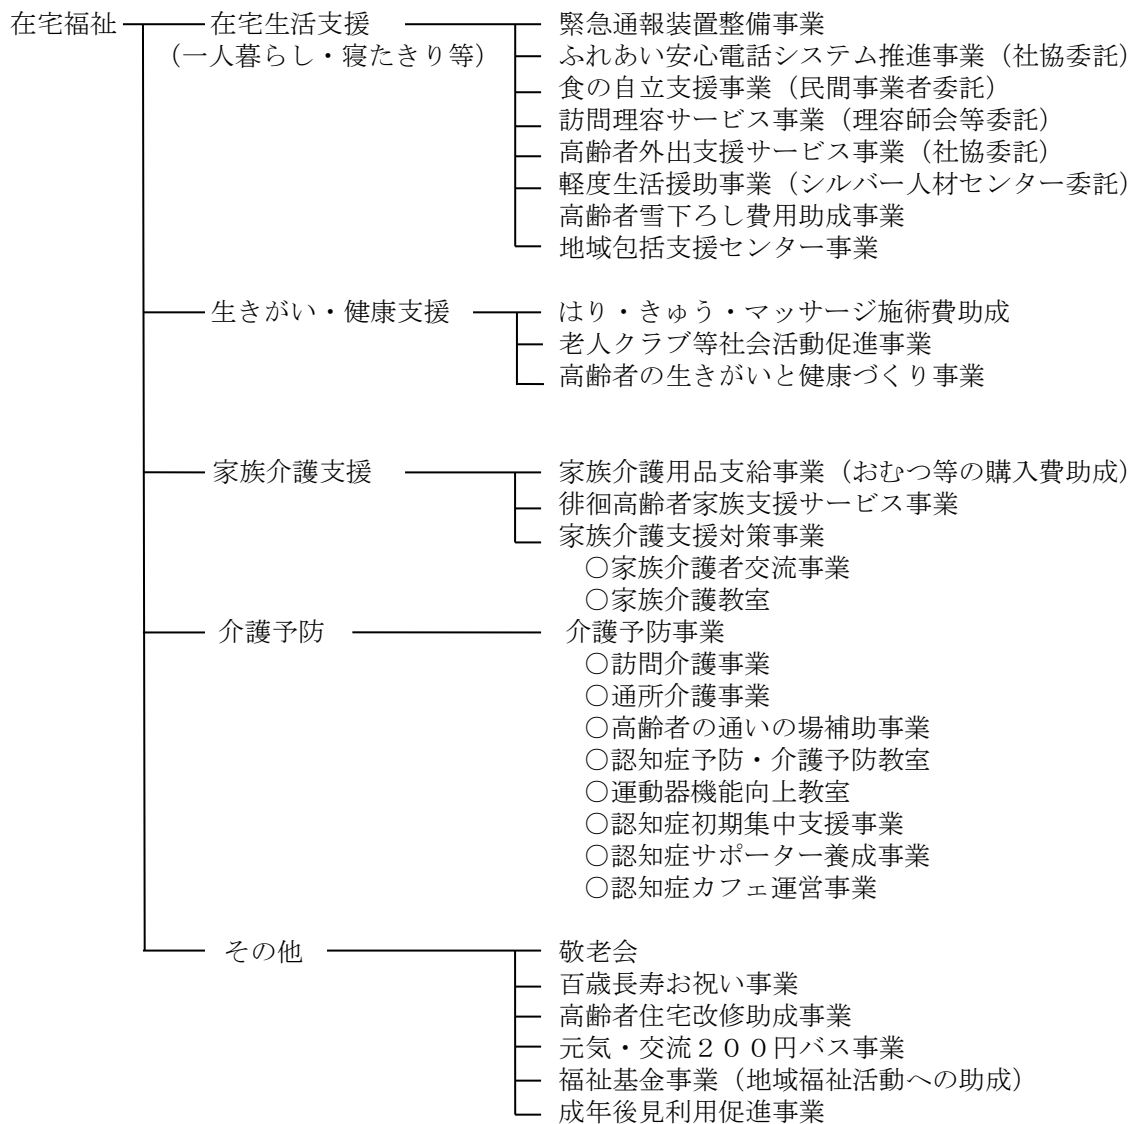 在宅福祉 在宅生活支援 緊急通報装置整備事業
（一人暮らし・寝たきり等） ふれあい安心電話システム推進事業（社協委託）
食の自立支援事業（民間事業者委託）
訪問理容サービス事業（理容師会等委託）
高齢者外出支援サービス事業（社協委託）
軽度生活援助事業（シルバー人材センター委託）
高齢者雪下ろし費用助成事業
地域包括支援センター事業
生きがい・健康支援 はり・きゅう・マッサージ施術費助成
老人クラブ等社会活動促進事業
高齢者の生きがいと健康づくり事業
家族介護支援 家族介護用品支給事業（おむつ等の購入費助成）
徘徊高齢者家族支援サービス事業
家族介護支援対策事業
○家族介護者交流事業
○家族介護教室
介護予防 介護予防事業
○訪問介護事業
○通所介護事業
○高齢者の通いの場補助事業
○認知症予防・介護予防教室
○運動器機能向上教室
○認知症初期集中支援事業
○認知症サポーター養成事業
○認知症カフェ運営事業
その他 敬老会
百歳長寿お祝い事業
高齢者住宅改修助成事業
元気・交流２００円バス事業
福祉基金事業（地域福祉活動への助成）
成年後見利用促進事業